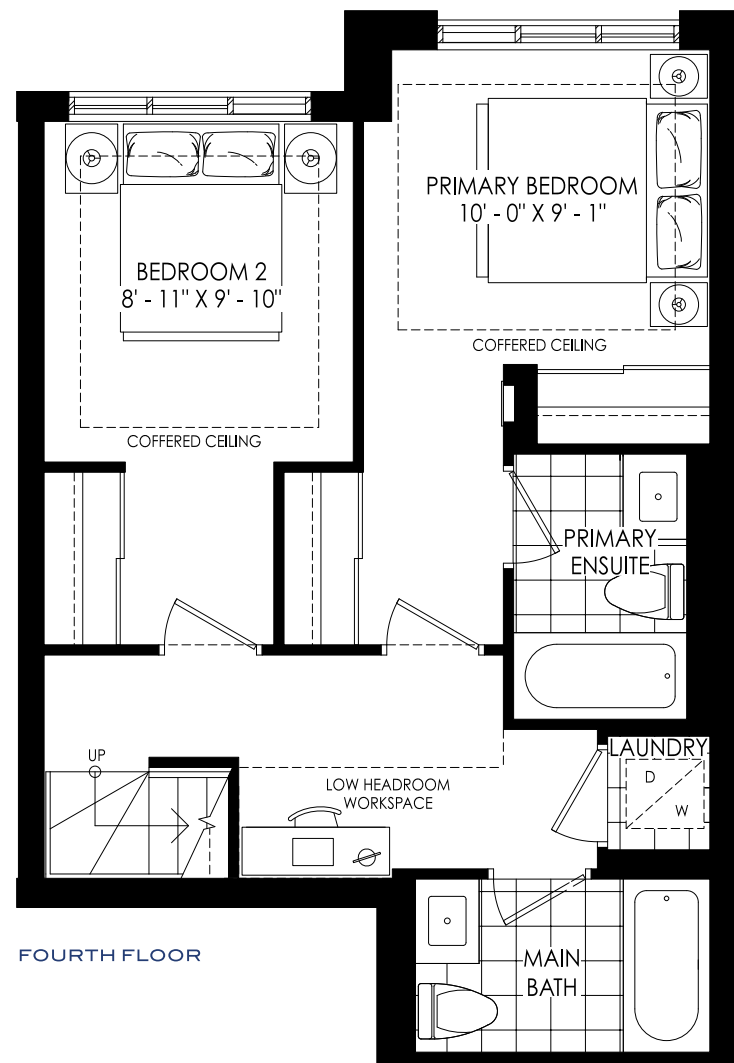 PRIMARY BEDROOM
10' - 0" X 9' - 1"
BEDROOM 2
8' - 11" X 9' - 10"
COFFERED CEILING
COFFERED CEILING
PRIMARY
ENSUITE
UP
LAUNDRY
D
W
LOW HEADROOM
WORKSPACE
MAIN
BATH
FOURTH FLOOR